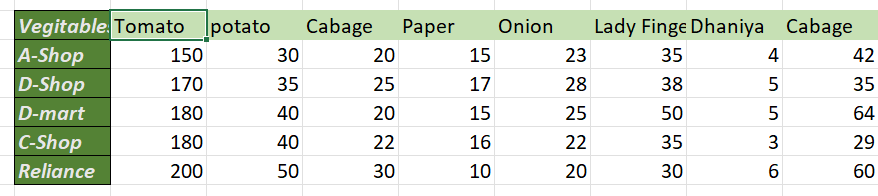 Vegitables Tomato potato Cabage Paper Onion Lady Finge Dhaniya Cabage
A-Shop 150 30 20 15 23 35 4 42
D-Shop 170 35 25 17 28 38 5 35
D-mart 180 40 20 15 25 50 5 64
C-Shop 180 40 22 16 22 35 3 29
Reliance 200 50 30 10 20 30 6 60